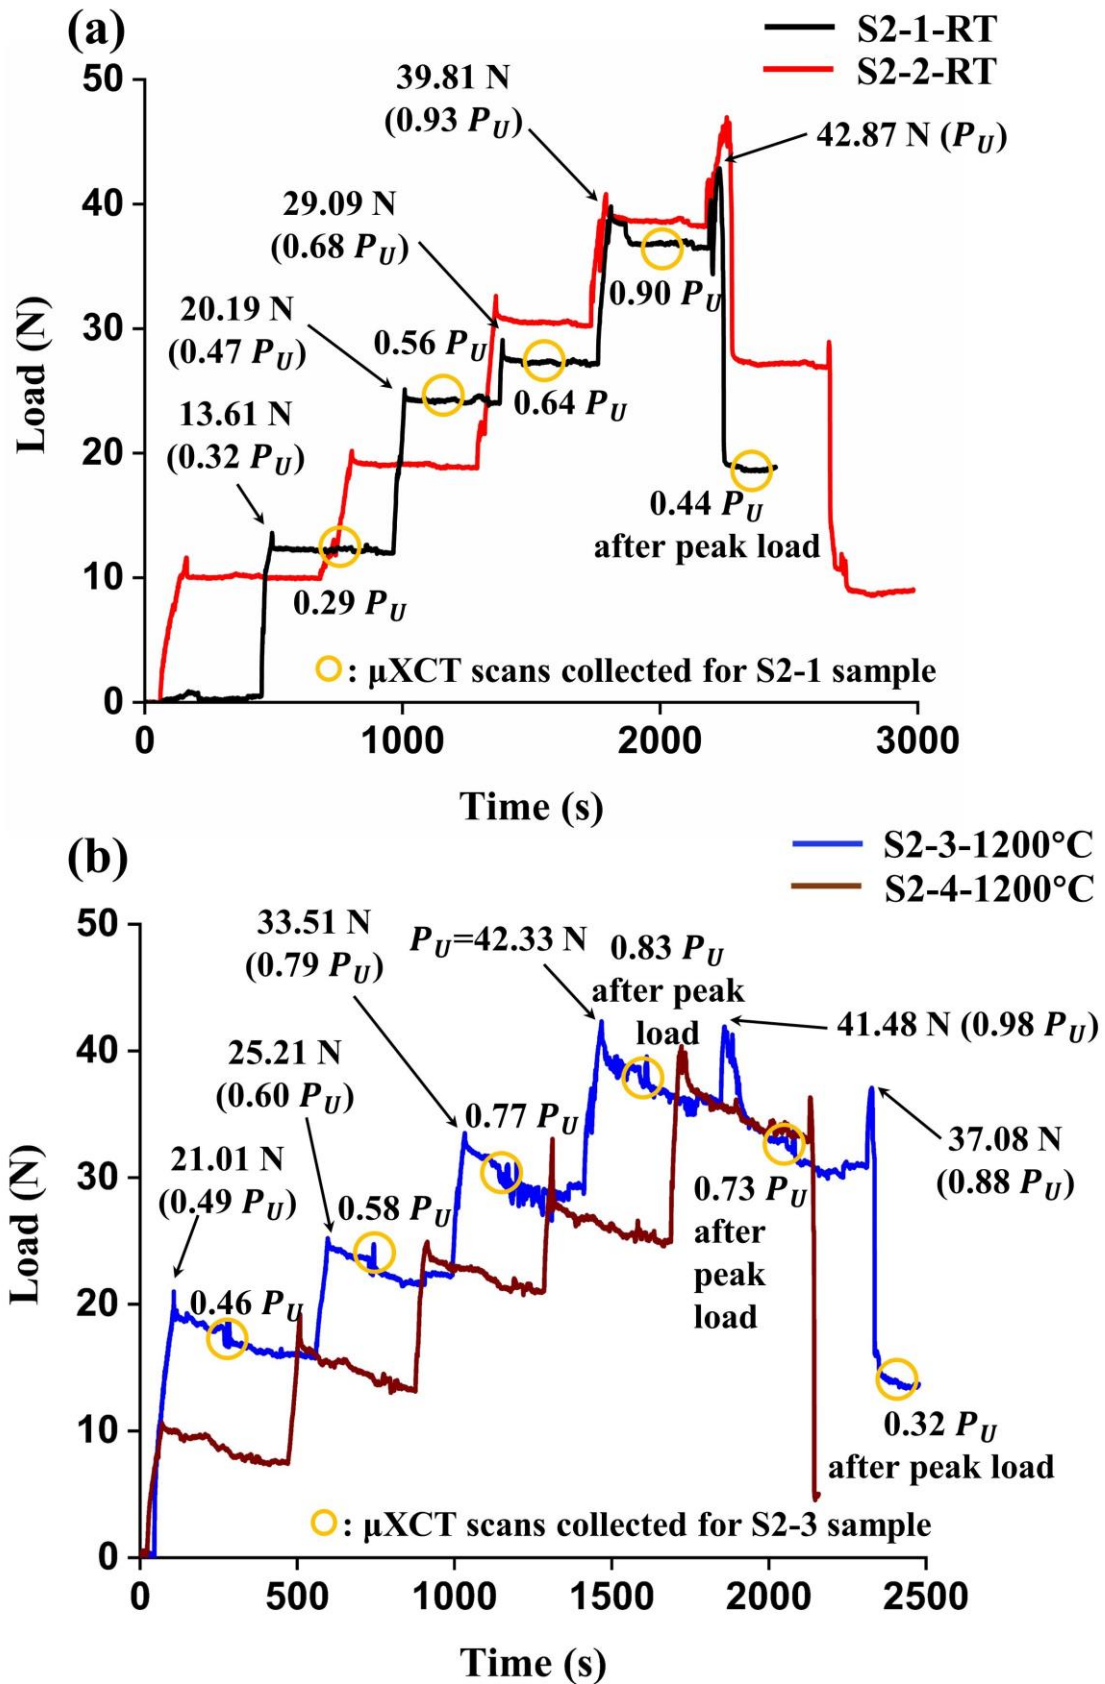 (a)
S2-1-RT
S2-2-RT
50
40
30
20
10
0
Load (N)
39.81 N
(0.93 P_U)
42.87 N (P_U)
29.09 N
(0.68 P_U)
20.19 N
(0.47 P_U)
0.56 P_U
0.90 P_U
13.61 N
(0.32 P_U)
0.64 P_U
0.44 P_U
after peak load
0.29 P_U
: μXCT scans collected for S2-1 sample
0
1000
2000
3000
Time (s)
(b)
S2-3-1200°C
S2-4-1200°C
50
40
30
20
10
0
Load (N)
33.51 N
(0.79 P_U)
P_U=42.33 N
0.83 P_U
after peak
load
41.48 N (0.98 P_U)
25.21 N
(0.60 P_U)
0.77 P_U
37.08 N
(0.88 P_U)
21.01 N
(0.49 P_U)
0.58 P_U
0.73 P_U
after
peak
load
0.46 P_U
0.32 P_U
after peak load
: μXCT scans collected for S2-3 sample
0
500
1000
1500
2000
2500
Time (s)